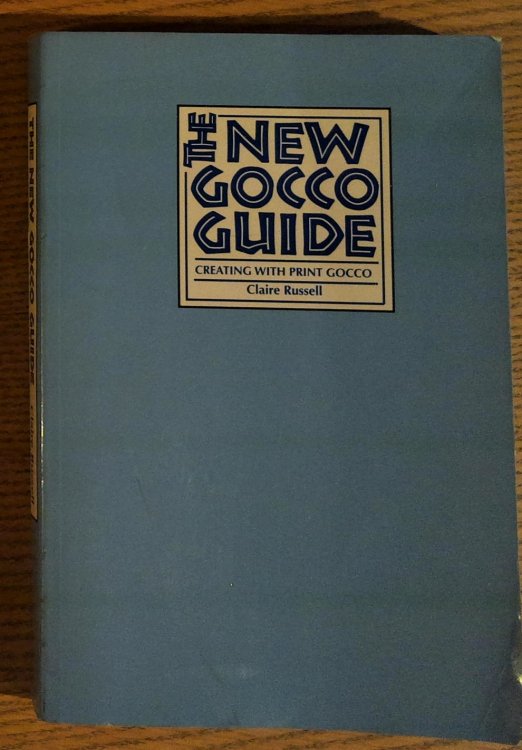 THE NEW
GOCCO
GUIDE
CREATING WITH PRINT GOCCO
Claire Russell
THE NEW GOCCO GUIDE